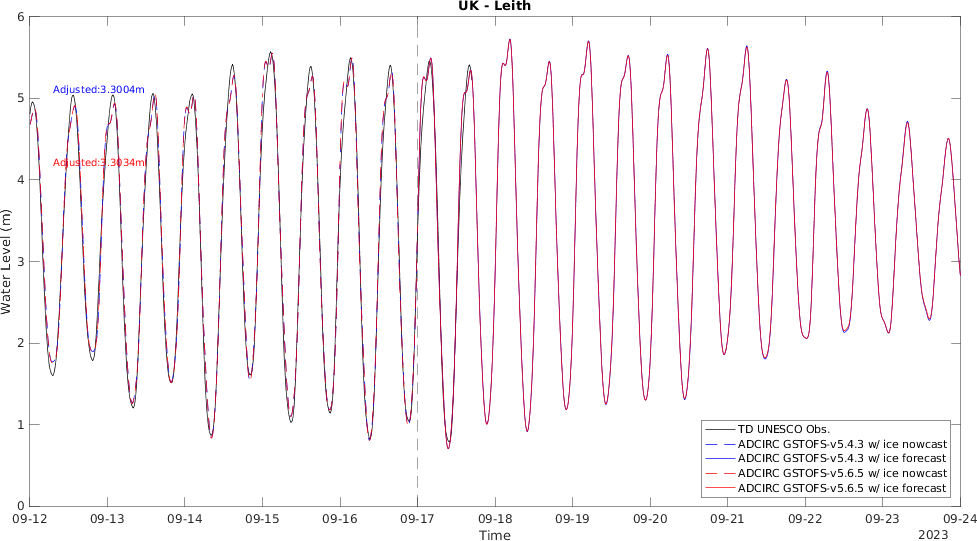 UK - Leith
6
5
4
3
2
1
0
Water Level (m)
Adjusted:3.3004m
Adjusted:3.3034m
TD UNESCO Obs.
ADCIRC GSTOFS-v5.4.3 w/ ice nowcast
ADCIRC GSTOFS-v5.4.3 w/ ice forecast
ADCIRC GSTOFS-v5.6.5 w/ ice nowcast
ADCIRC GSTOFS-v5.6.5 w/ ice forecast
09-12 09-13 09-14 09-15 09-16 09-17 09-18 09-19 09-20 09-21 09-22 09-23 09-24
Time
2023